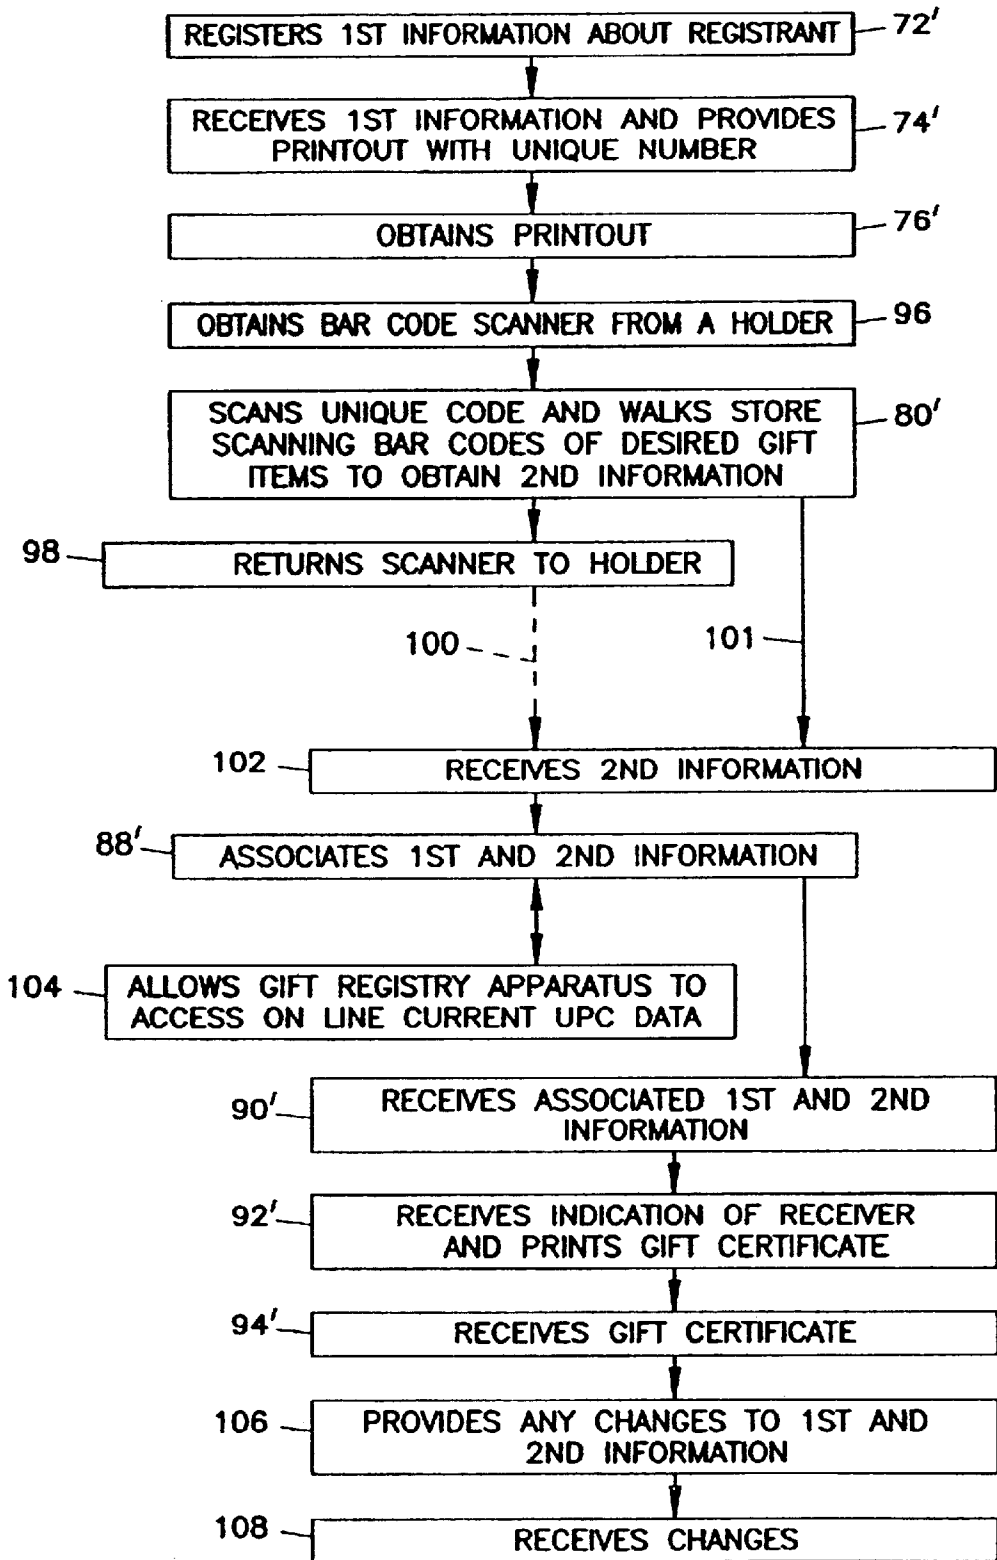 REGISTERS 1ST INFORMATION ABOUT REGISTRANT
72'
RECEIVES 1ST INFORMATION AND PROVIDES
PRINTOUT WITH UNIQUE NUMBER
74'
OBTAINS PRINTOUT
76'
OBTAINS BAR CODE SCANNER FROM A HOLDER
96
SCANS UNIQUE CODE AND WALKS STORE
SCANNING BAR CODES OF DESIRED GIFT
ITEMS TO OBTAIN 2ND INFORMATION
80'
98
RETURNS SCANNER TO HOLDER
100
101
102
RECEIVES 2ND INFORMATION
88'
ASSOCIATES 1ST AND 2ND INFORMATION
104
ALLOWS GIFT REGISTRY APPARATUS TO
ACCESS ON LINE CURRENT UPC DATA
90'
RECEIVES ASSOCIATED 1ST AND 2ND
INFORMATION
92'
RECEIVES INDICATION OF RECEIVER
AND PRINTS GIFT CERTIFICATE
94'
RECEIVES GIFT CERTIFICATE
106
PROVIDES ANY CHANGES TO 1ST AND
2ND INFORMATION
108
RECEIVES CHANGES